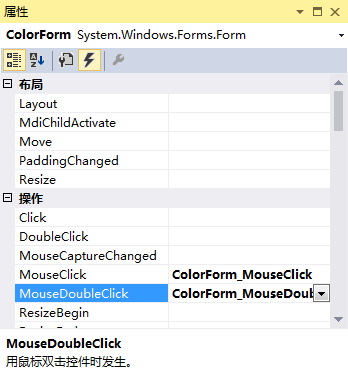 属性
ColorForm System.Windows.Forms.Form
布局
Layout
MdiChildActivate
Move
PaddingChanged
Resize
操作
Click
DoubleClick
MouseCaptureChanged
MouseClick ColorForm_MouseClick
MouseDoubleClick ColorForm_MouseDoub
ResizeBegin
MouseDoubleClick
用鼠标双击控件时发生。